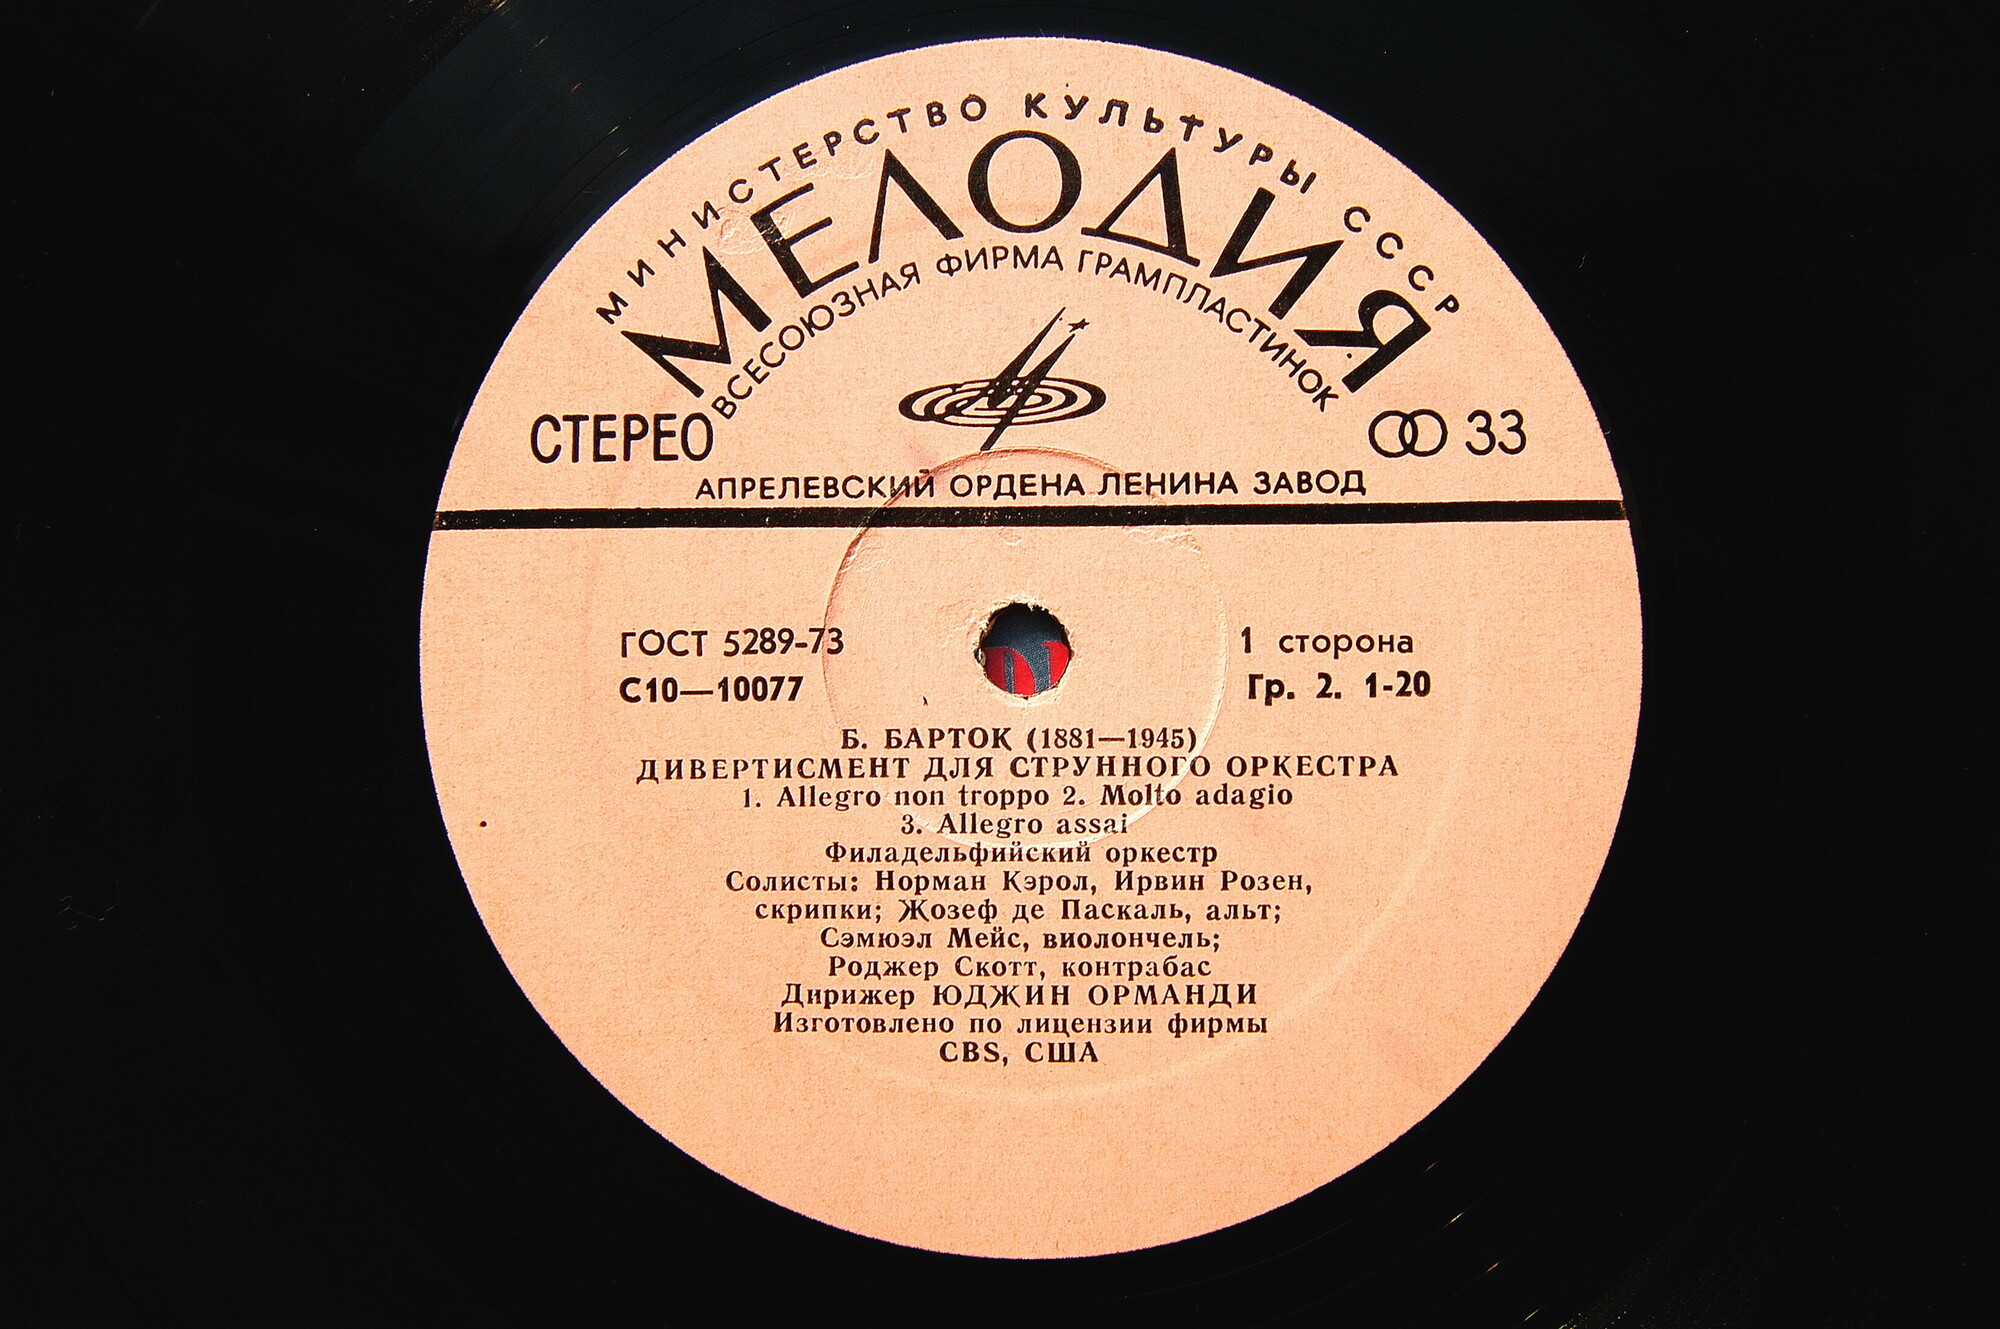 МИНИСТЕРСТВО КУЛЬТУРЫ СССР
МЕЛОДИЯ
ВСЕСОЮЗНАЯ ФИРМА ГРАМПЛАСТИНОК
СТЕРЕО
33
АПРЕЛЕВСКИЙ ОРДЕНА ЛЕНИНА ЗАВОД
ГОСТ 5289-73
1 сторона
С10—10077
Гр. 2. 1-20
Б. БАРТОК (1881—1945)
ДИВЕРТИСМЕНТ ДЛЯ СТРУННОГО ОРКЕСТРА
1. Allegro non troppo 2. Molto adagio
3. Allegro assai
Филадельфийский оркестр
Солисты: Норман Кэрол, Ирвин Розен,
скрипки; Жозеф де Паскаль, альт;
Сэмюэл Мейс, виолончель;
Роджер Скотт, контрабас
Дирижер ЮДЖИН ОРМАНДИ
Изготовлено по лицензии фирмы
CBS, США